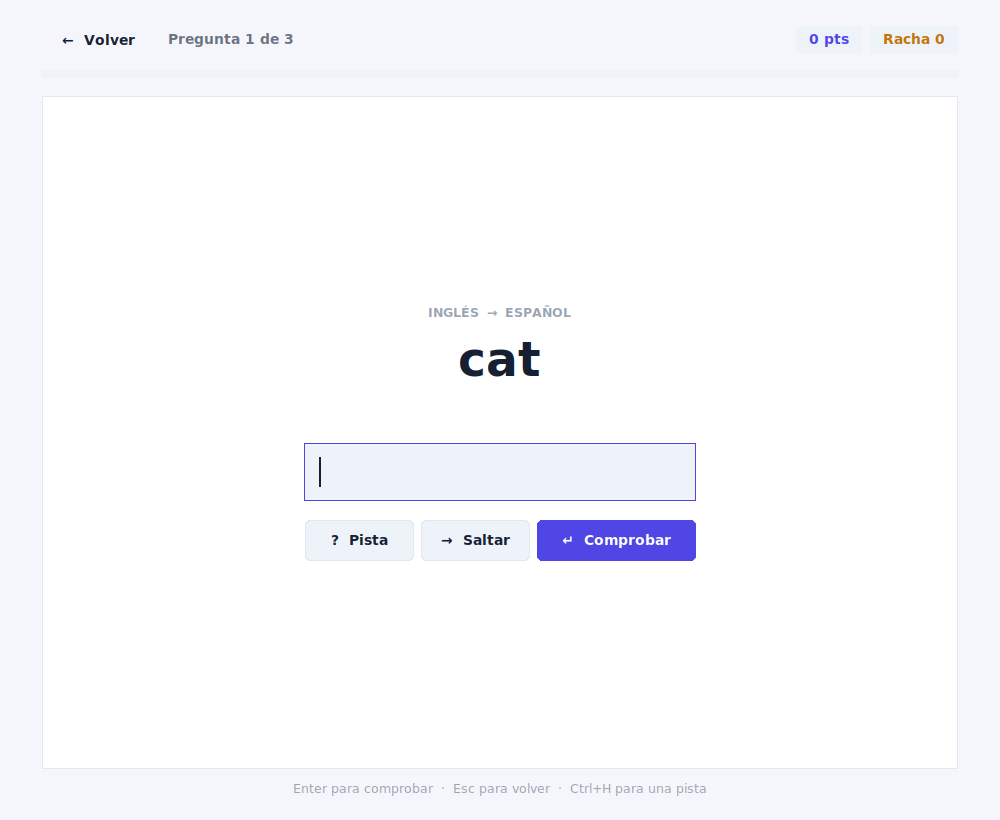 ← Volver
Pregunta 1 de 3
0 pts
Racha 0
INGLÉS → ESPAÑOL
cat
? Pista
→ Saltar
↵ Comprobar
Enter para comprobar · Esc para volver · Ctrl+H para una pista